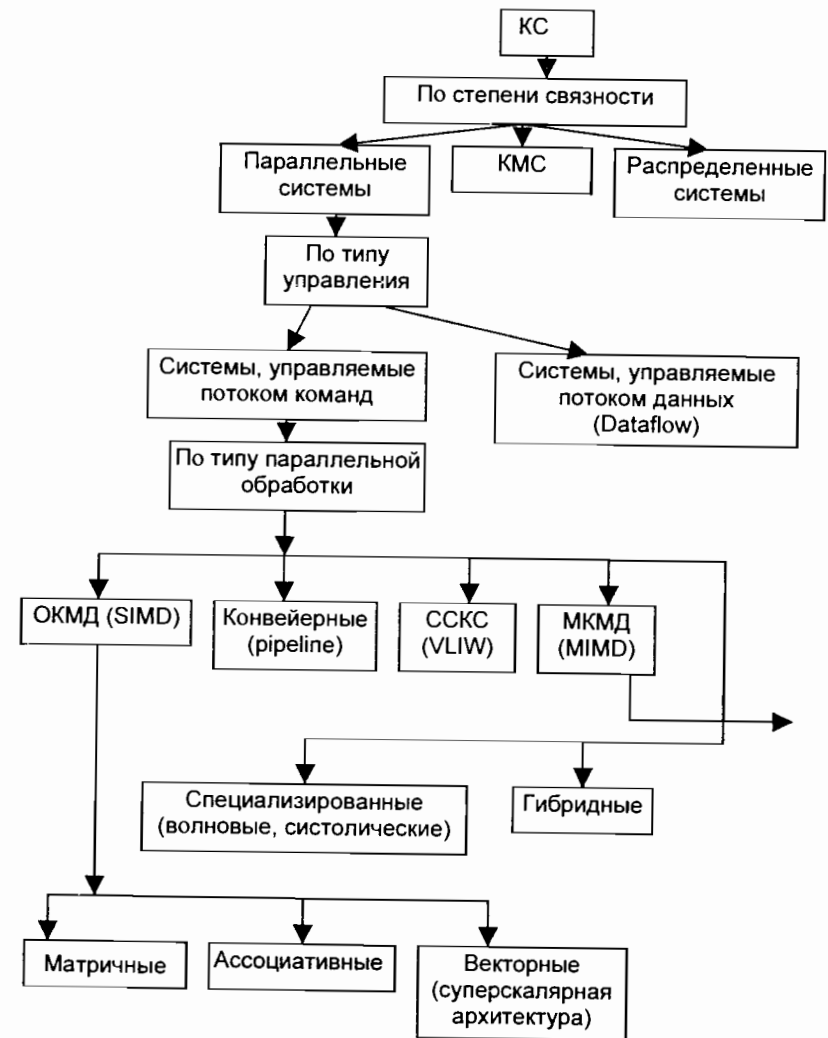 КС
По степени связности
Параллельные
системы
КМС
Распределенные
системы
По типу
управления
Системы, управляемые
потоком команд
Системы, управляемые
потоком данных
(Dataflow)
По типу параллельной
обработки
ОКМД (SIMD)
Конвейерные
(pipeline)
ССКС
(VLIW)
МКМД
(MIMD)
Специализированные
(волновые, систолические)
Гибридные
Матричные
Ассоциативные
Векторные
(суперскалярная
архитектура)